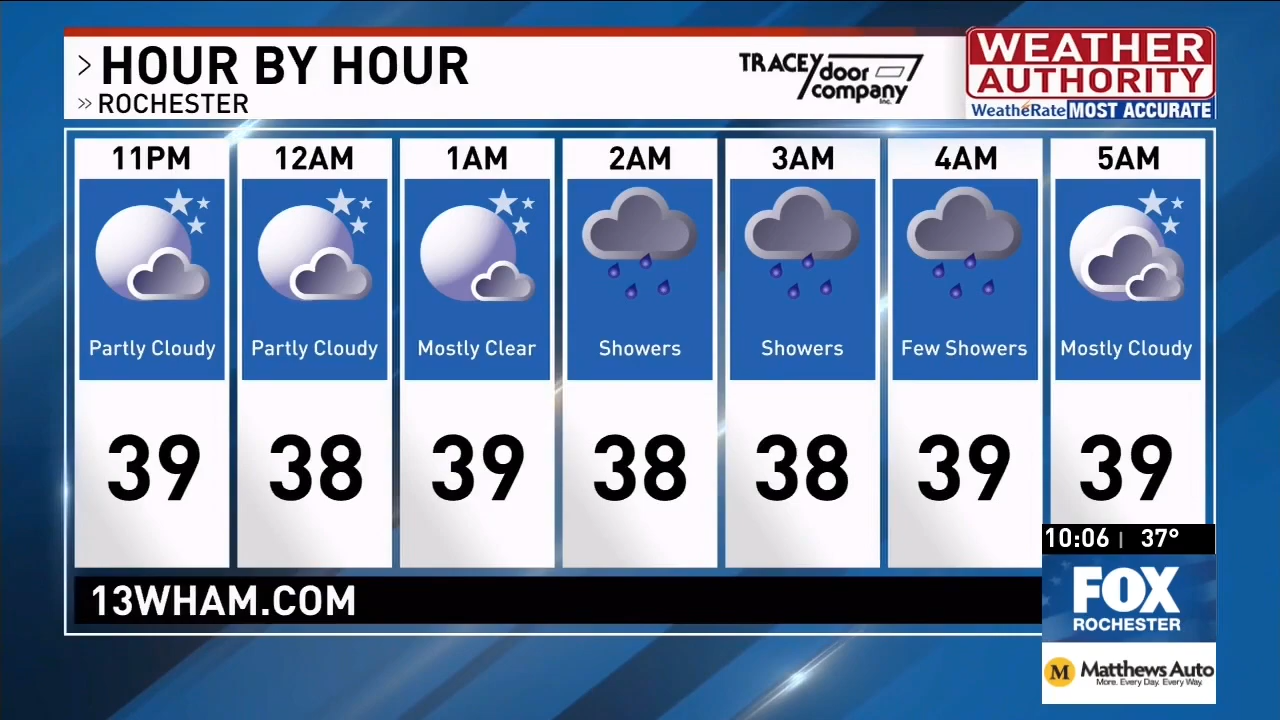 > HOUR BY HOUR
>> ROCHESTER
TRACEY door company Inc.
WEATHER AUTHORITY
WeatheRate MOST ACCURATE
11PM 12AM 1AM 2AM 3AM 4AM 5AM
Partly Cloudy Partly Cloudy Mostly Clear Showers Showers Few Showers Mostly Cloudy
39 38 39 38 38 39 39
10:06 | 37°
13WHAM.COM
FOX
ROCHESTER
M Matthews Auto
More. Every Day. Every Way.